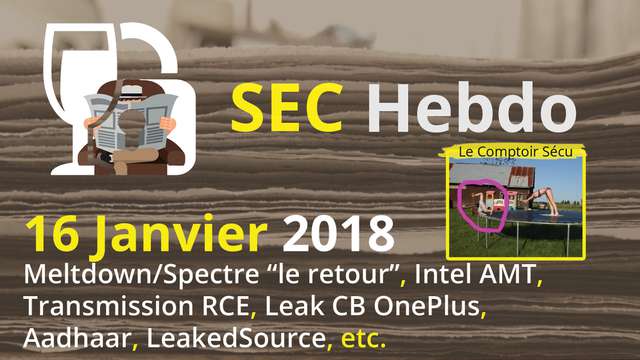 SEC Hebdo
Le Comptoir Sécu
16 Janvier 2018
Meltdown/Spectre “le retour”, Intel AMT,
Transmission RCE, Leak CB OnePlus,
Aadhaar, LeakedSource, etc.